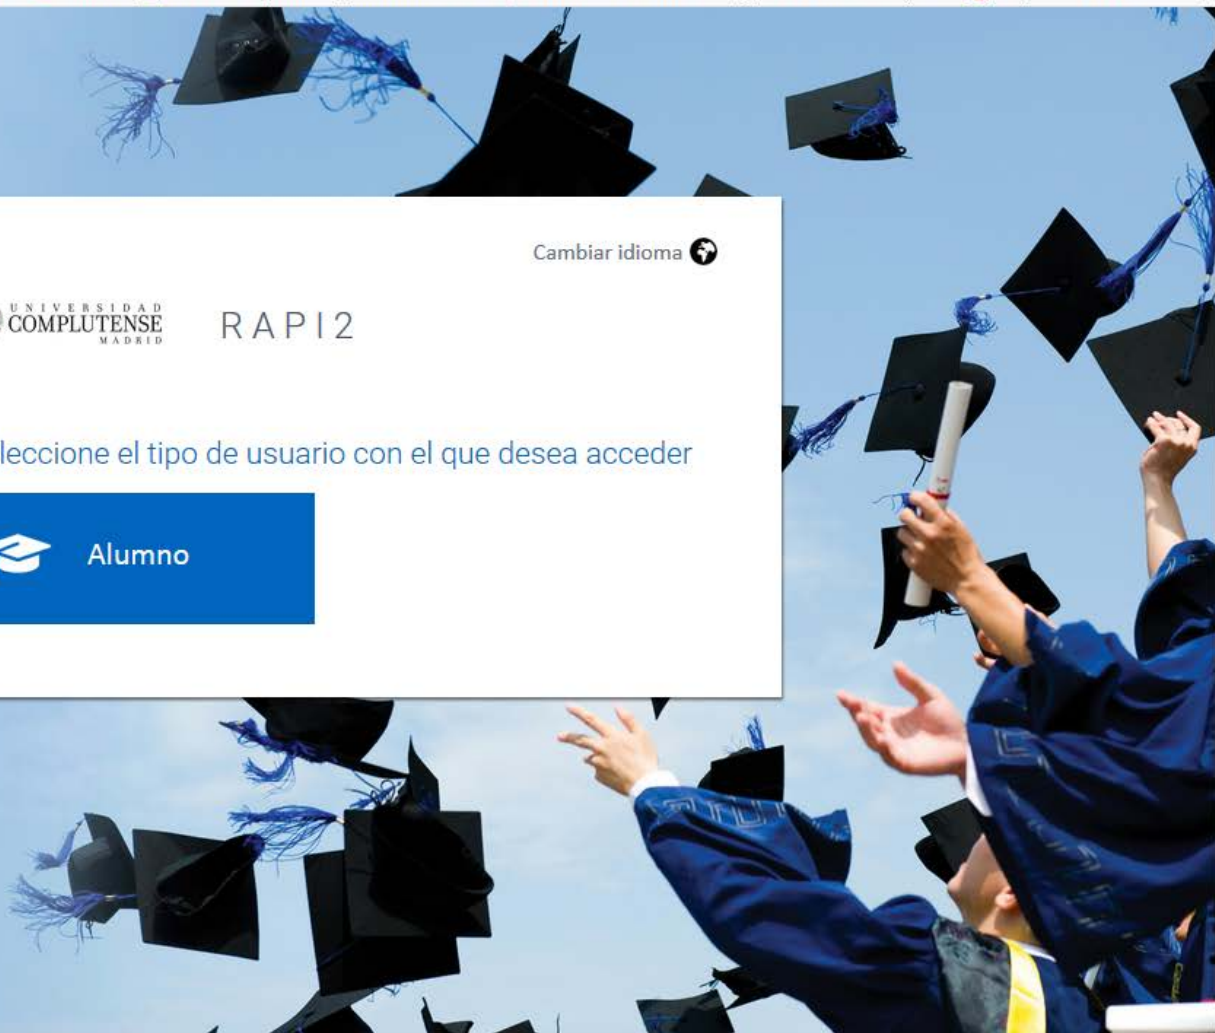 Cambiar idioma
UNIVERSIDAD
COMPLUTENSE
MADRID
RAPI2
leccione el tipo de usuario con el que desea acceder
Alumno